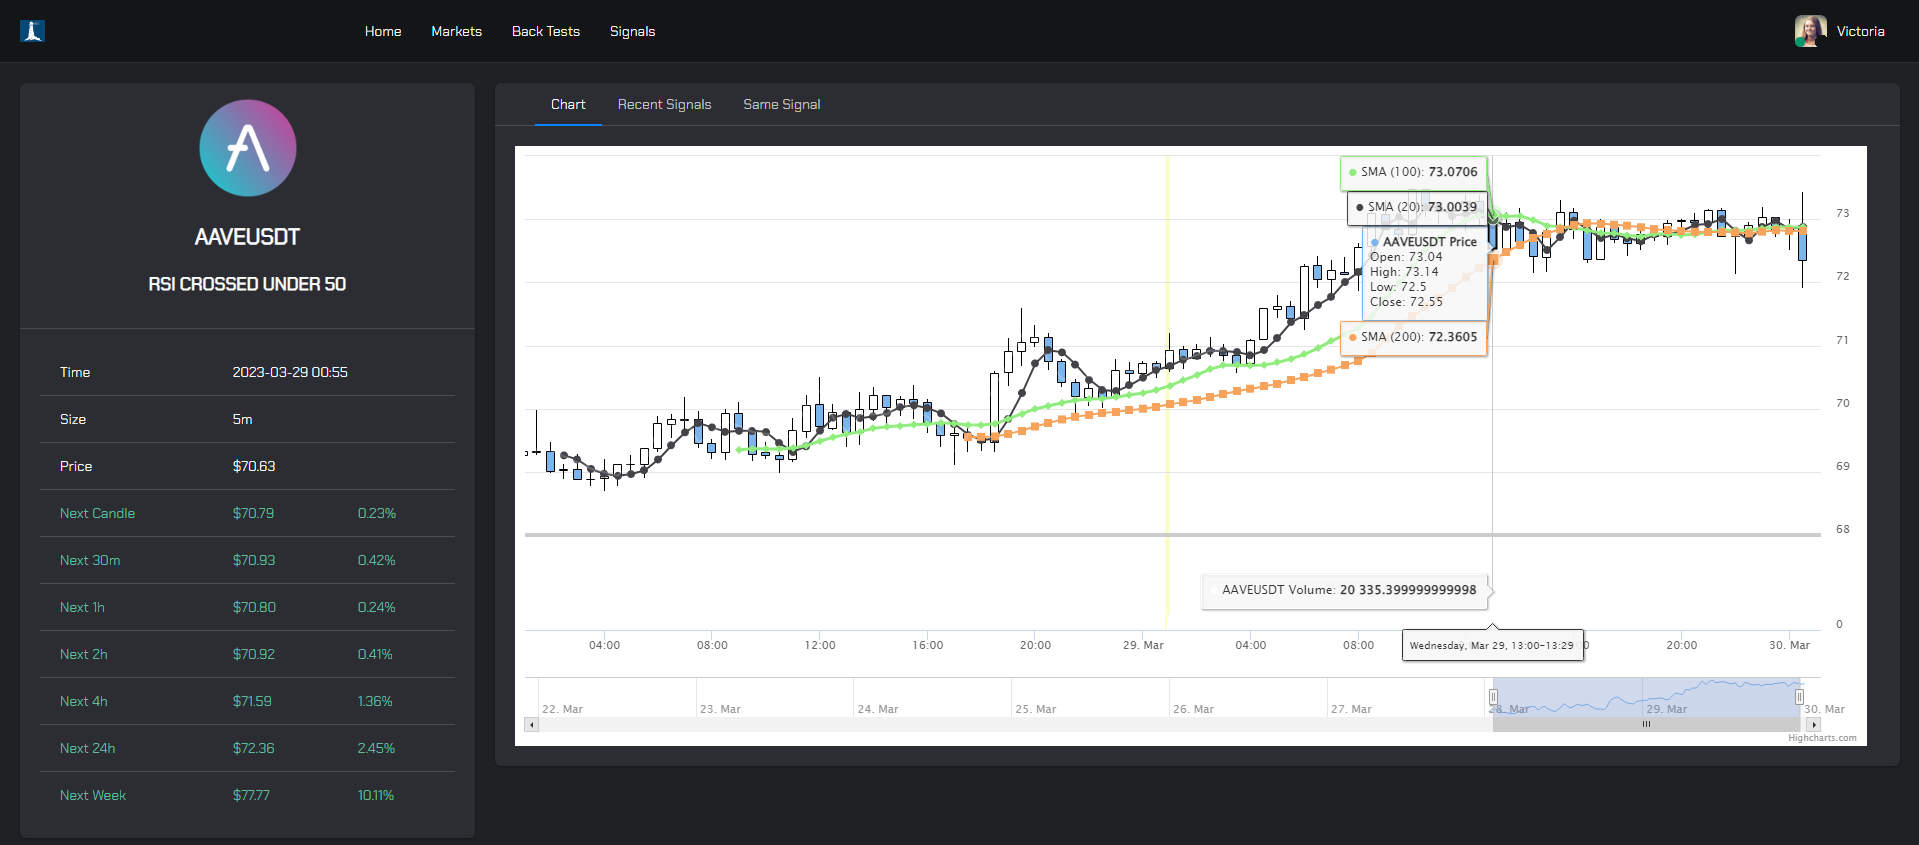 Home Markets Back Tests Signals Victoria
AAVEUSDT
RSI CROSSED UNDER 50
Time 2023-03-29 00:55
Size 5m
Price $70.63
Next Candle $70.79 0.23%
Next 30m $70.93 0.42%
Next 1h $70.80 0.24%
Next 2h $70.92 0.41%
Next 4h $71.59 1.36%
Next 24h $72.36 2.45%
Next Week $77.77 10.11%
Chart Recent Signals Same Signal
SMA (100): 73.0706
SMA (20): 73.0039
AAVEUSDT Price
Open: 73.04
High: 73.14
Low: 72.5
Close: 72.55
SMA (200): 72.3605
73
72
71
70
69
68
AAVEUSDT Volume: 20 335.399999999998
0
04:00 08:00 12:00 16:00 20:00 29. Mar 04:00 08:00 20:00 30. Mar
Wednesday, Mar 29, 13:00-13:29
22. Mar 23. Mar 24. Mar 25. Mar 26. Mar 27. Mar 28. Mar 29. Mar 30. Mar
Highcharts.com